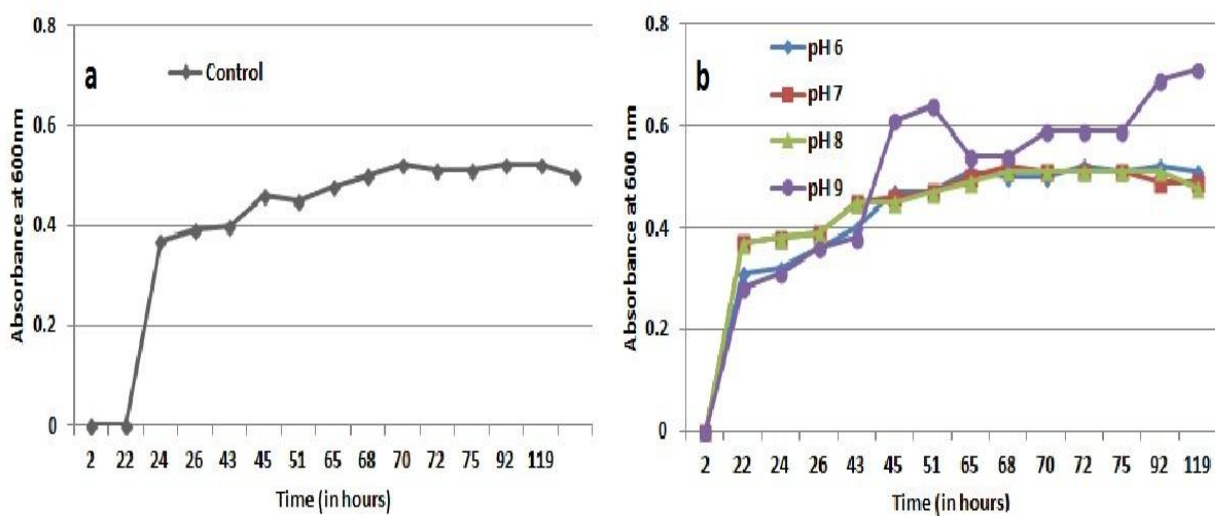 a
Control
Absorbance at 600nm
0.8
0.6
0.4
0.2
0
2 22 24 26 43 45 51 65 68 70 72 75 92 119
Time (in hours)
b
pH 6
pH 7
pH 8
pH 9
Absorbance at 600 nm
0.8
0.6
0.4
0.2
0
2 22 24 26 43 45 51 65 68 70 72 75 92 119
Time (in hours)